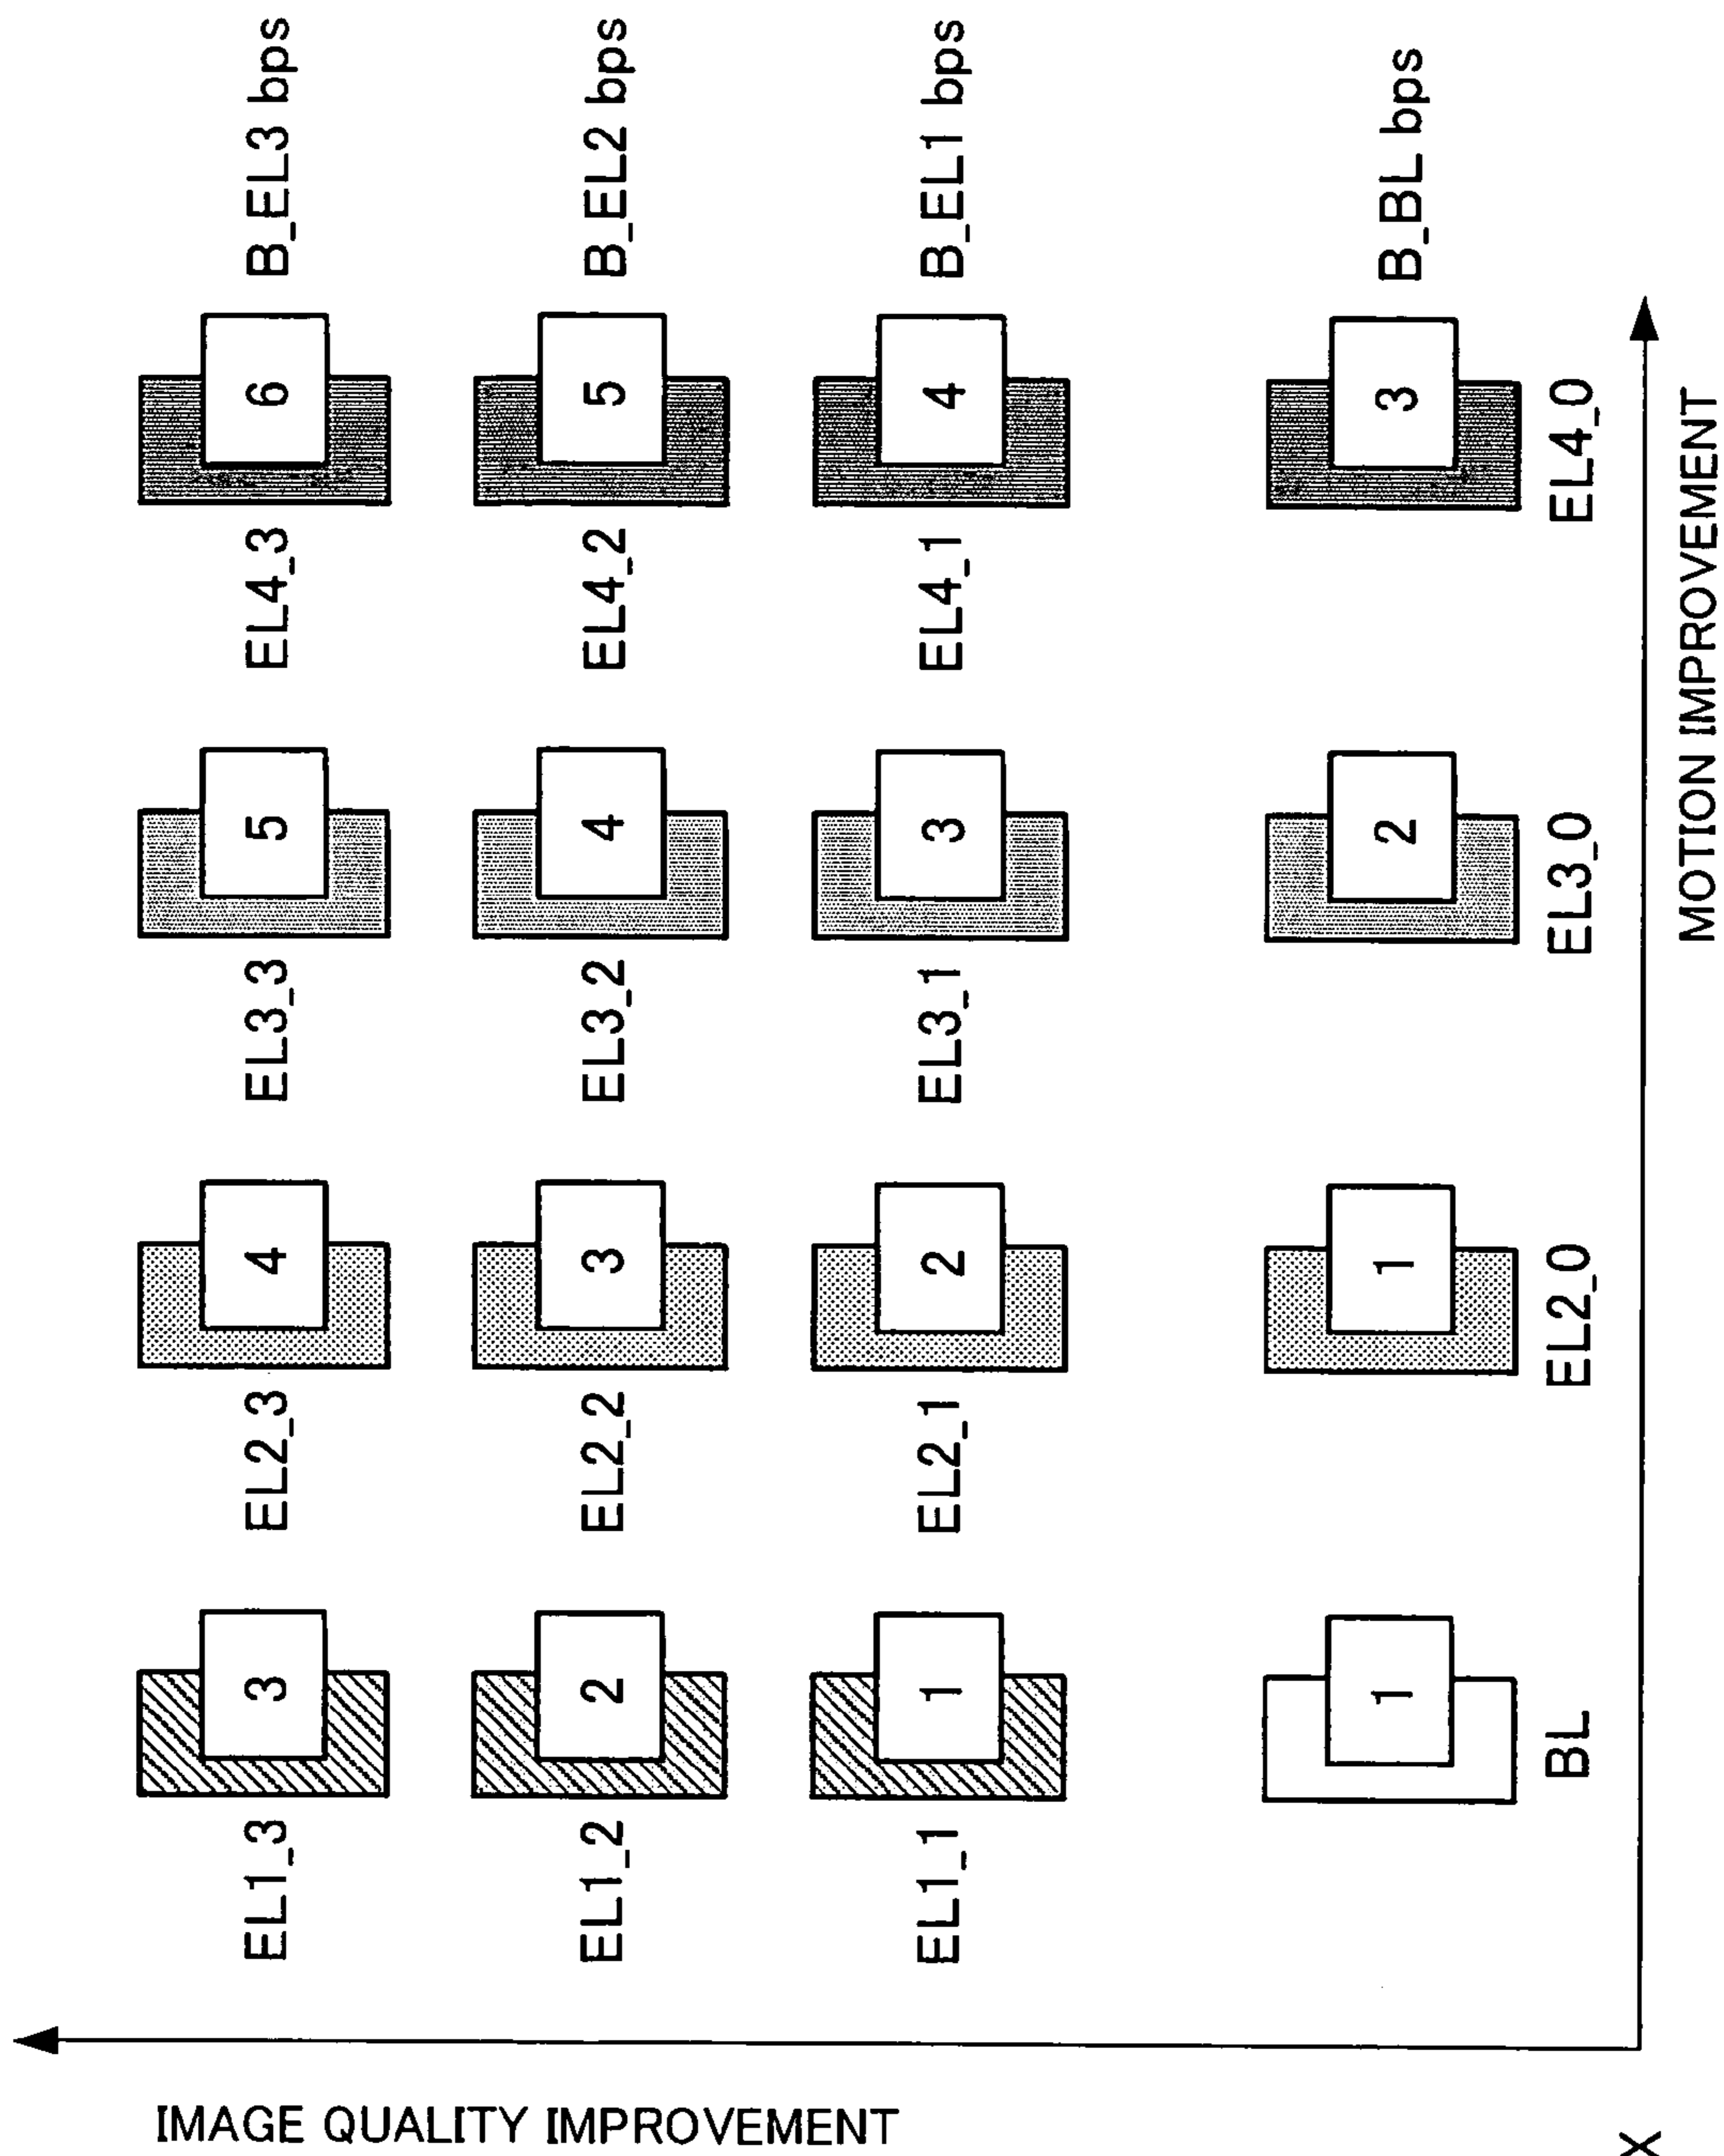 IMAGE QUALITY IMPROVEMENT
EL1_3 3 EL2_3 4 EL3_3 5 EL4_3 6 B_EL3 bps
EL1_2 2 EL2_2 3 EL3_2 4 EL4_2 5 B_EL2 bps
EL1_1 1 EL2_1 2 EL3_1 3 EL4_1 4 B_EL1 bps
1 1 2 3 B_BL bps
BL EL2_0 EL3_0 EL4_0
X
MOTION IMPROVEMENT